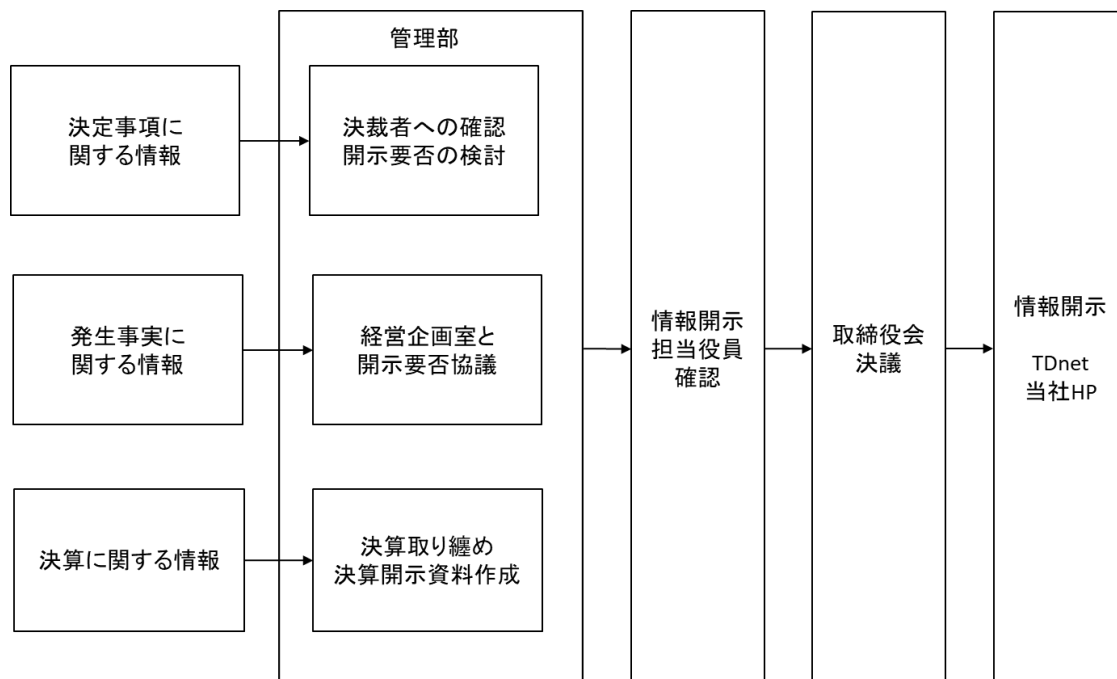 管理部
決定事項に
関する情報
決裁者への確認
開示要否の検討
発生事実に
関する情報
経営企画室と
開示要否協議
決算に関する情報
決算取り纏め
決算開示資料作成
情報開示
担当役員
確認
取締役会
決議
情報開示
TDnet
当社HP